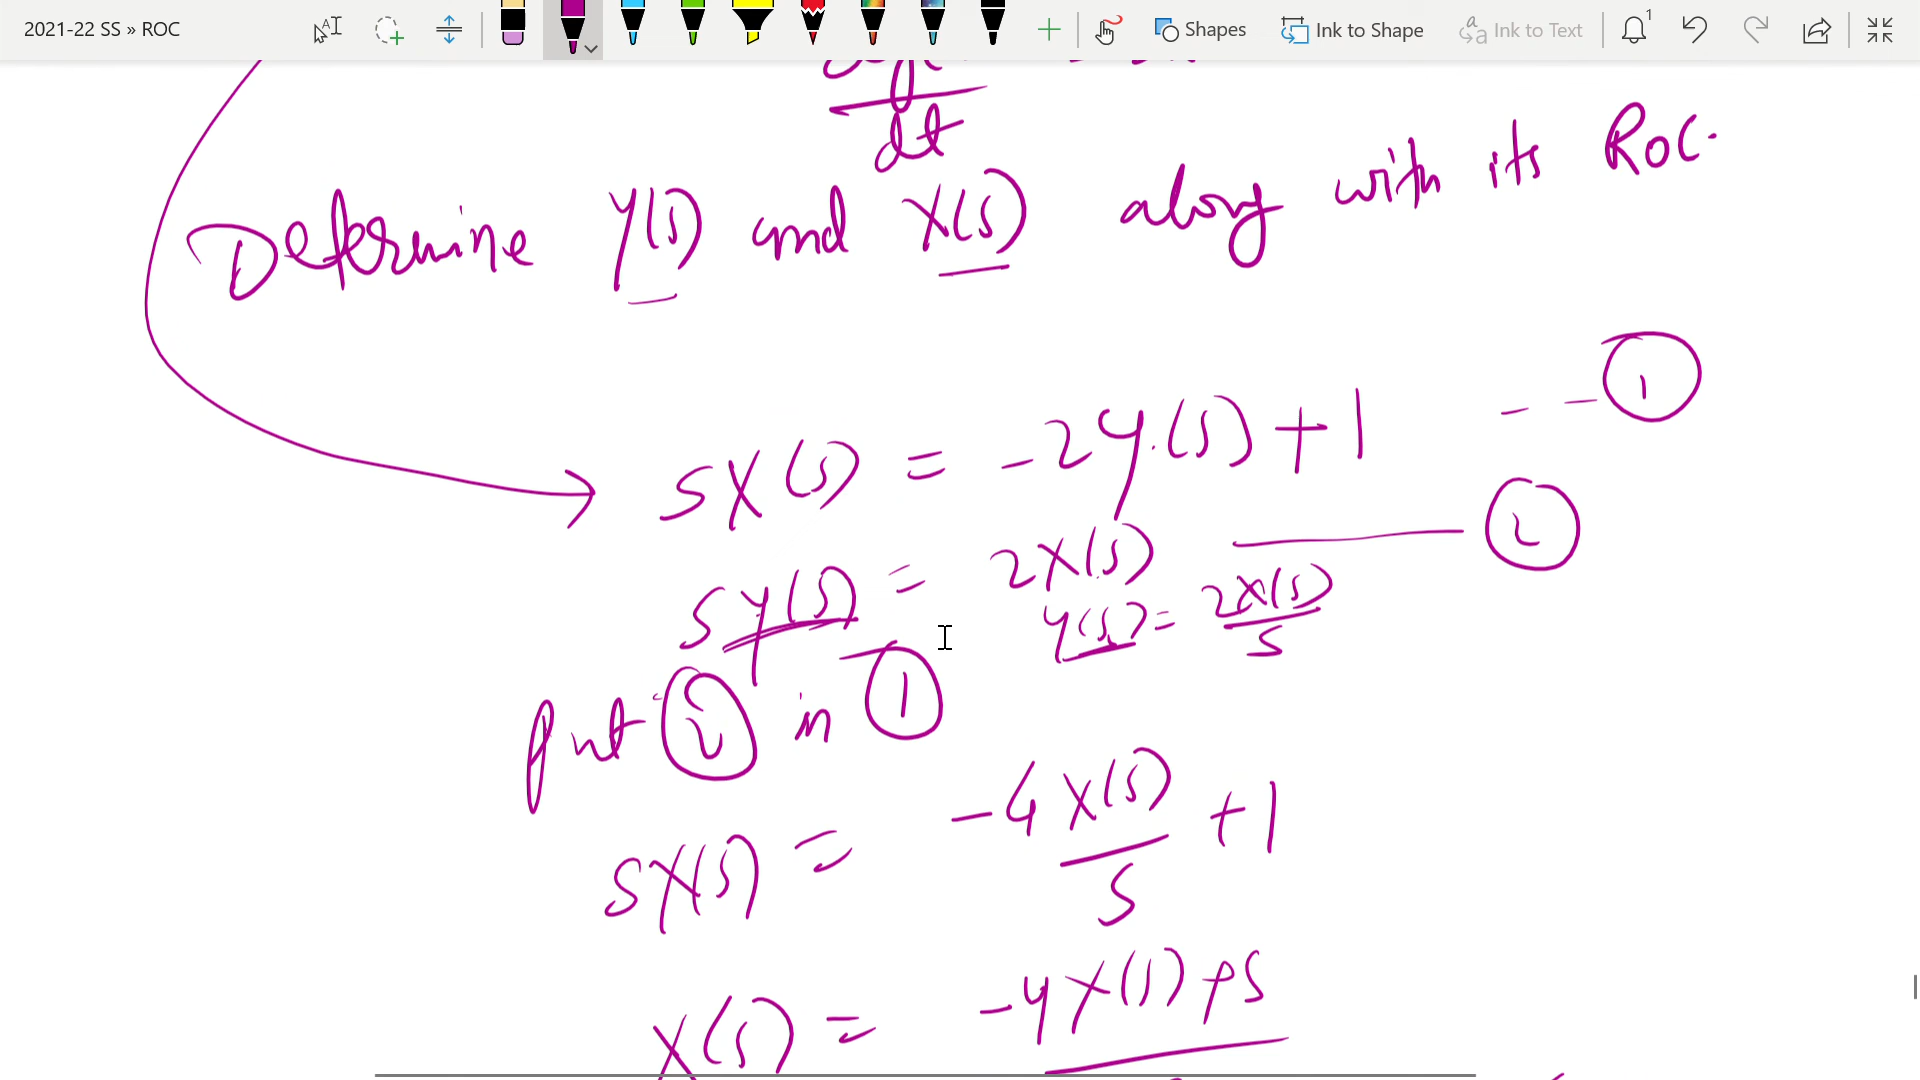 2021-22 SS » ROC
Shapes Ink to Shape Ink to Text 1
dt
Determine Y(s) and X(s) along with its ROC.
sX(s) = -2Y(s) + 1 -- ①
sY(s) = 2X(s) — ②
Y(s) = 2X(s)/s
put ② in ①
sX(s) = -4X(s)/s + 1
X(s) = -4X(s)+s